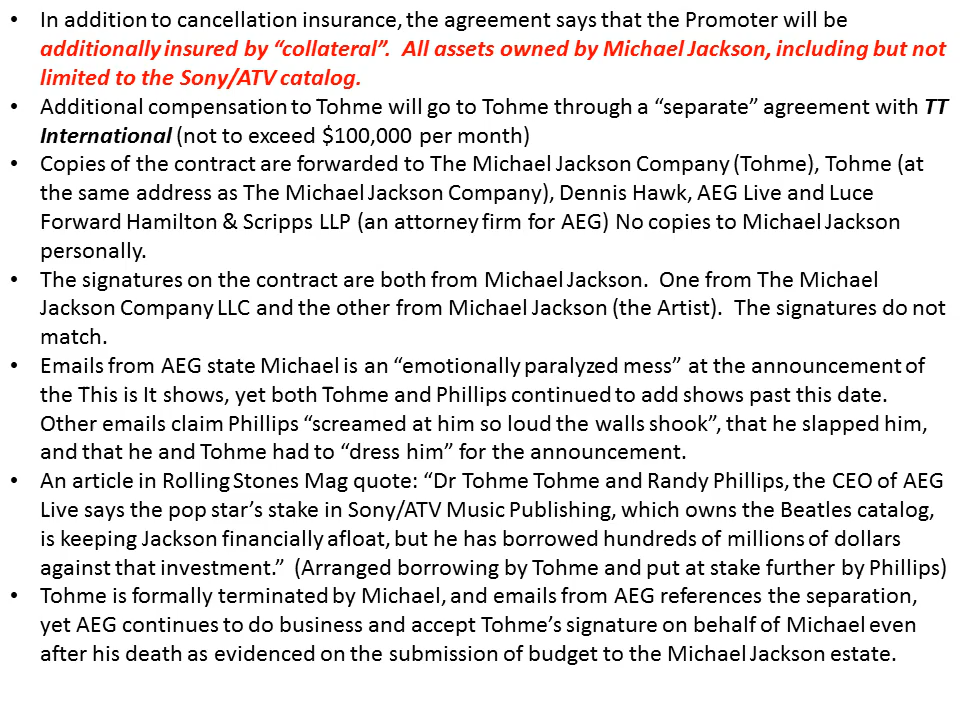 • In addition to cancellation insurance, the agreement says that the Promoter will be
additionally insured by “collateral”. All assets owned by Michael Jackson, including but not
limited to the Sony/ATV catalog.
• Additional compensation to Tohme will go to Tohme through a “separate” agreement with TT
International (not to exceed $100,000 per month)
• Copies of the contract are forwarded to The Michael Jackson Company (Tohme), Tohme (at
the same address as The Michael Jackson Company), Dennis Hawk, AEG Live and Luce
Forward Hamilton & Scripps LLP (an attorney firm for AEG) No copies to Michael Jackson
personally.
• The signatures on the contract are both from Michael Jackson. One from The Michael
Jackson Company LLC and the other from Michael Jackson (the Artist). The signatures do not
match.
• Emails from AEG state Michael is an “emotionally paralyzed mess” at the announcement of
the This is It shows, yet both Tohme and Phillips continued to add shows past this date.
Other emails claim Phillips “screamed at him so loud the walls shook”, that he slapped him,
and that he and Tohme had to “dress him” for the announcement.
• An article in Rolling Stones Mag quote: “Dr Tohme Tohme and Randy Phillips, the CEO of AEG
Live says the pop star’s stake in Sony/ATV Music Publishing, which owns the Beatles catalog,
is keeping Jackson financially afloat, but he has borrowed hundreds of millions of dollars
against that investment.” (Arranged borrowing by Tohme and put at stake further by Phillips)
• Tohme is formally terminated by Michael, and emails from AEG references the separation,
yet AEG continues to do business and accept Tohme’s signature on behalf of Michael even
after his death as evidenced on the submission of budget to the Michael Jackson estate.